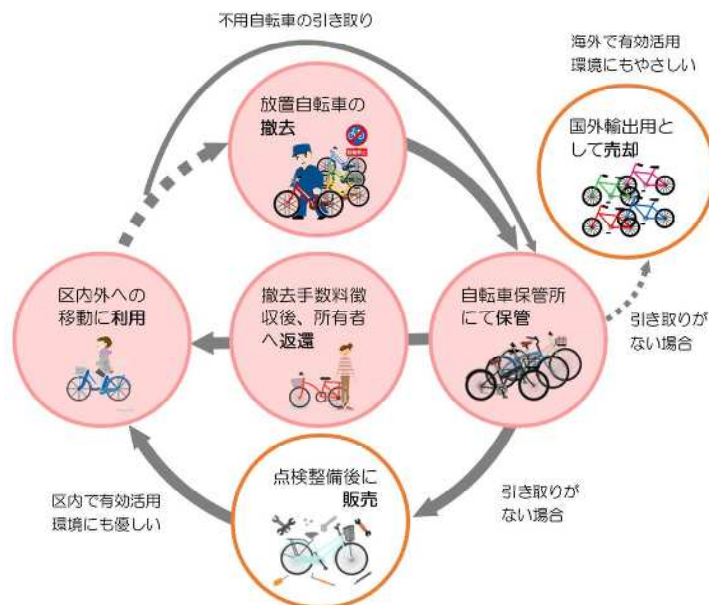 不用自転車の引き取り
海外で有効活用
環境にもやさしい
放置自転車の
撤去
国外輸出用と
して売却
区内外への
移動に利用
撤去手数料徴
収後、所有者
へ返還
自転車保管所
にて保管
引き取りが
ない場合
点検整備後に
販売
区内で有効活用
環境にも優しい
引き取りが
ない場合